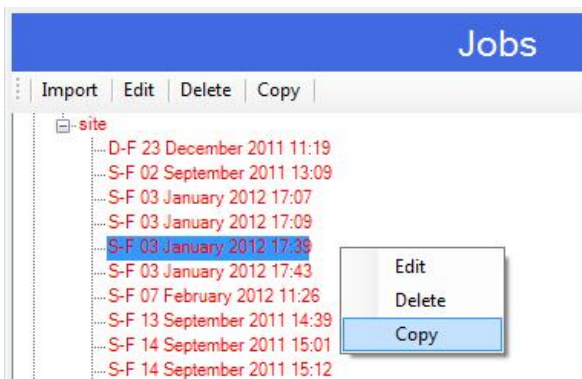 Jobs
Import Edit Delete Copy
site
D-F 23 December 2011 11:19
S-F 02 September 2011 13:09
S-F 03 January 2012 17:07
S-F 03 January 2012 17:09
S-F 03 January 2012 17:39
S-F 03 January 2012 17:43
S-F 07 February 2012 11:26
S-F 13 September 2011 14:39
S-F 14 September 2011 15:01
S-F 14 September 2011 15:12
Edit
Delete
Copy